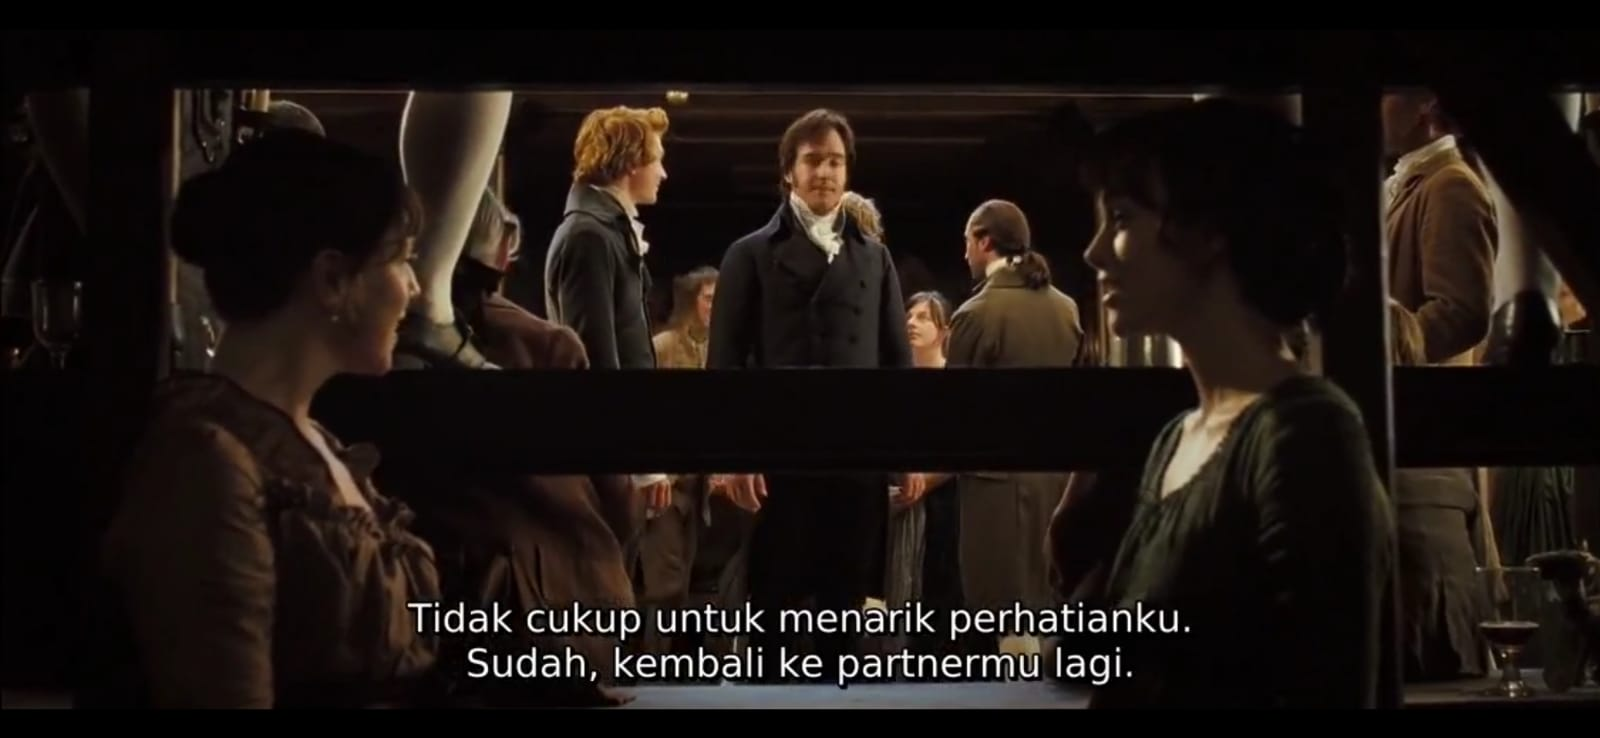 Tidak cukup untuk menarik perhatianku.
Sudah, kembali ke partnermu lagi.